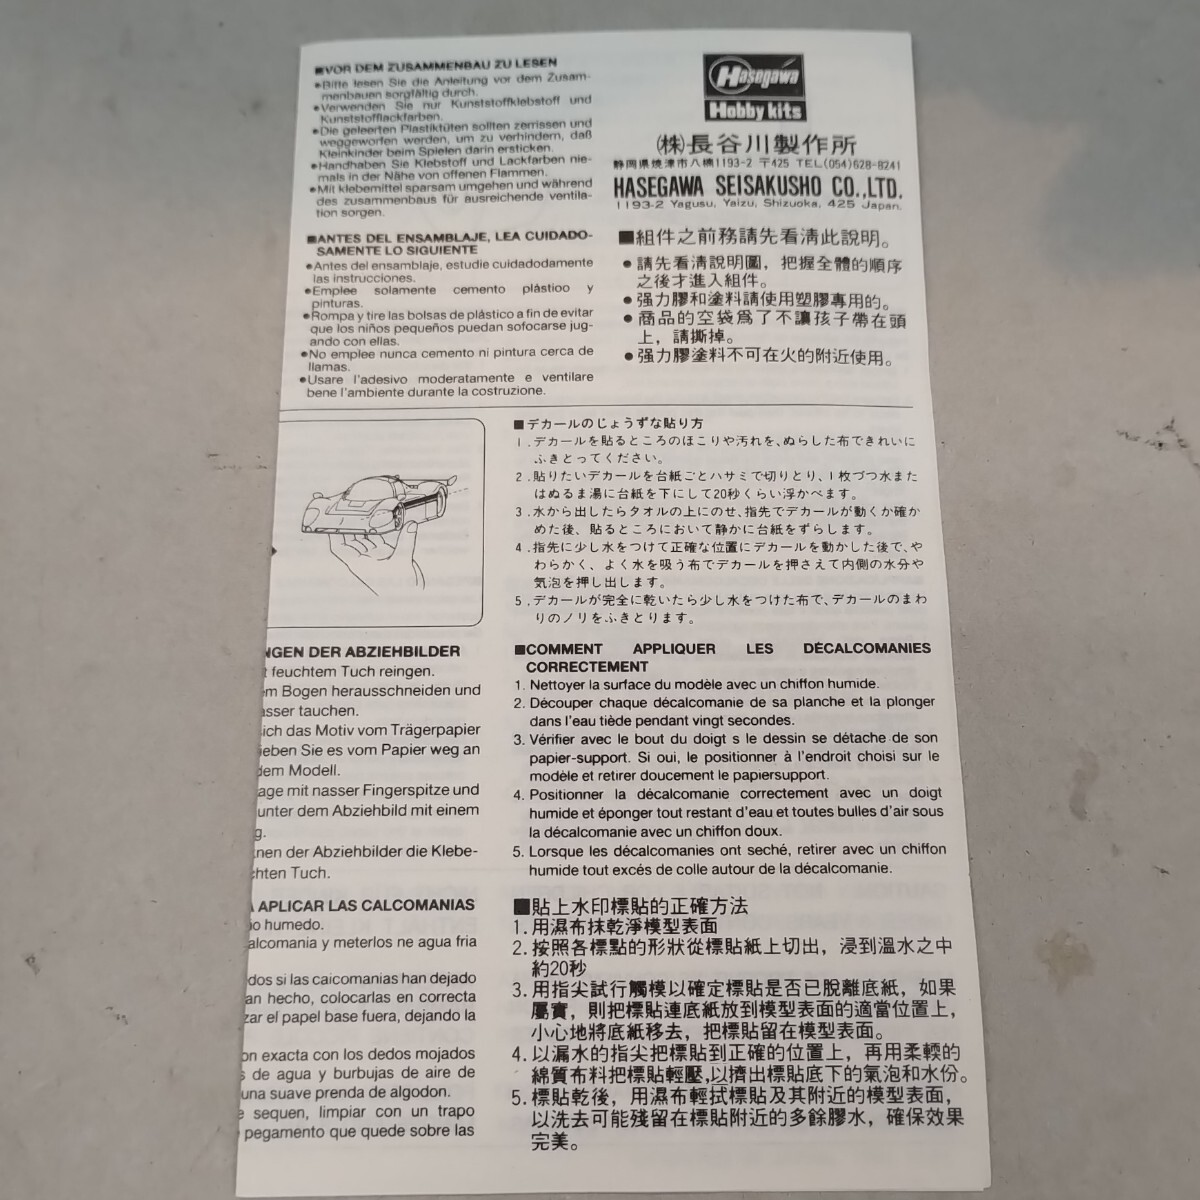 ■VOR DEM ZUSAMMENBAU ZU LESEN
●Bitte lesen Sie die Anleitung vor dem Zusam-
menbauen sorgfältig durch.
●Verwenden Sie nur Kunststoffklebstoff und
Kunststofflackfarben.
●Die geleerten Plastiktüten sollten zerrissen und
weggeworfen werden, um zu verhindern, daß
Kleinkinder beim Spielen darin ersticken.
●Handhaben Sie Klebstoff und Lackfarben nie-
mals in der Nähe von offenen Flammen.
●Mit klebemittel sparsam umgehen und während
des zusammenbaus für ausreichende ventila-
tion sorgen.
■ANTES DEL ENSAMBLAJE, LEA CUIDADO-
SAMENTE LO SIGUIENTE
●Antes del ensamblaje, estudie cuidadodamente
las instrucciones.
●Emplee solamente cemento plástioo y
pinturas.
●Rompa y tire las bolsas de plástico a fin de evitar
que los niños pequeños puedan sofocarse jug-
ando con ellas.
●No emplee nunca cemento ni pintura cerca de
llamas.
●Usare l'adesivo moderatamente e ventilare
bene l'ambiente durante la costruzione.
Hasegawa
Hobby kits
㈱長谷川製作所
静岡県焼津市八楠1193-2 〒425 TEL(054)628-8241
HASEGAWA SEISAKUSHO CO.,LTD.
1193-2 Yagusu, Yaizu, Shizuoka, 425 Japan.
■組件之前務請先看淸此說明。
●請先看淸說明圖，把握全體的順序
之後才進入組件。
●强力膠和塗料請使用塑膠專用的。
●商品的空袋爲了不讓孩子帶在頭
上，請撕掉。
●强力膠塗料不可在火的附近使用。
■デカールのじょうずな貼り方
1.デカールを貼るところのほこりや汚れを、ぬらした布できれいに
ふきとってください。
2.貼りたいデカールを台紙ごとハサミで切りとり、1枚づつ水また
はぬるま湯に台紙を下にして20秒くらい浮かべます。
3.水から出したらタオルの上にのせ、指先でデカールが動くか確か
めた後、貼るところにおいて静かに台紙をずらします。
4.指先に少し水をつけて正確な位置にデカールを動かした後で、や
わらかく、よく水を吸う布でデカールを押さえて内側の水分や
気泡を押し出します。
5.デカールが完全に乾いたら少し水をつけた布で、デカールのまわ
りのノリをふきとります。
NGEN DER ABZIEHBILDER
t feuchtem Tuch reingen.
em Bogen herausschneiden und
asser tauchen.
ich das Motiv vom Trägerpapier
ieben Sie es vom Papier weg an
dem Modell.
age mit nasser Fingerspitze und
unter dem Abziehbild mit einem
g.
nen der Abziehbilder die Klebe-
chten Tuch.
■COMMENT APPLIQUER LES DÉCALCOMANIES
CORRECTEMENT
1. Nettoyer la surface du modèle avec un chiffon humide.
2. Découper chaque décalcomanie de sa planche et la plonger
dans l'eau tiède pendant vingt secondes.
3. Vérifier avec le bout du doigt s le dessin se détache de son
papier-support. Si oui, le positionner à l'endroit choisi sur le
modèle et retirer doucement le papiersupport.
4. Positionner la décalcomanie correctement avec un doigt
humide et éponger tout restant d'eau et toutes bulles d'air sous
la décalcomanie avec un chiffon doux.
5. Lorsque les décalcomanies ont seché, retirer avec un chiffon
humide tout excés de colle autour de la décalcomanie.
A APLICAR LAS CALCOMANIAS
o humedo.
alcomania y meterlos ne agua fria
dos si las caicomanias han dejado
an hecho, colocarlas en correcta
zar el papel base fuera, dejando la
on exacta con los dedos mojados
s de agua y burbujas de aire de
una suave prenda de algodon.
e sequen, limpiar con un trapo
pegamento que quede sobre las
■貼上水印標貼的正確方法
1. 用濕布抹乾淨模型表面
2. 按照各標點的形狀從標貼紙上切出，浸到溫水之中
約20秒
3. 用指尖試行觸模以確定標貼是否已脫離底紙，如果
屬實，則把標貼連底紙放到模型表面的適當位置上，
小心地將底紙移去，把標貼留在模型表面。
4. 以漏水的指尖把標貼到正確的位置上，再用柔輭的
綿質布料把標貼輕壓，以擠出標貼底下的氣泡和水份。
5. 標貼乾後，用濕布輕拭標貼及其附近的模型表面，
以洗去可能殘留在標貼附近的多餘膠水，確保效果
完美。